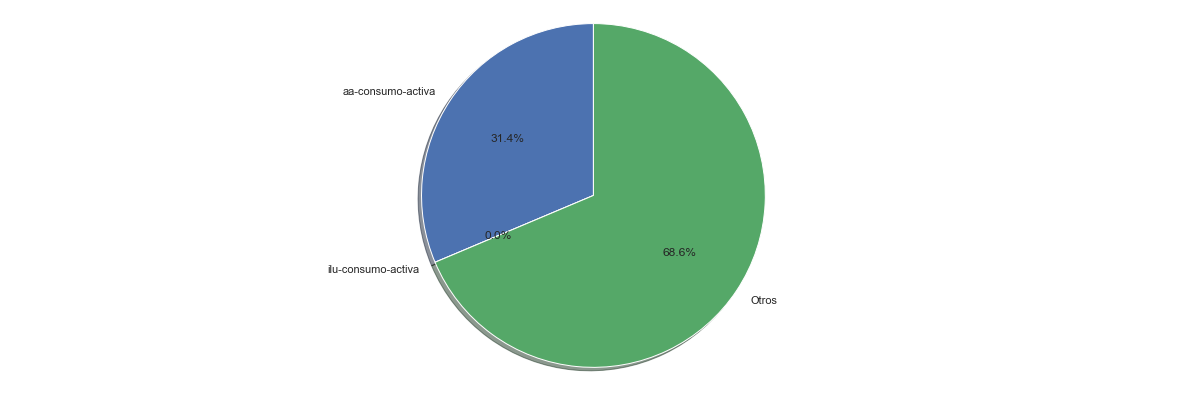 aa-consumo-activa
31.4%
0.0%
68.6%
ilu-consumo-activa
Otros